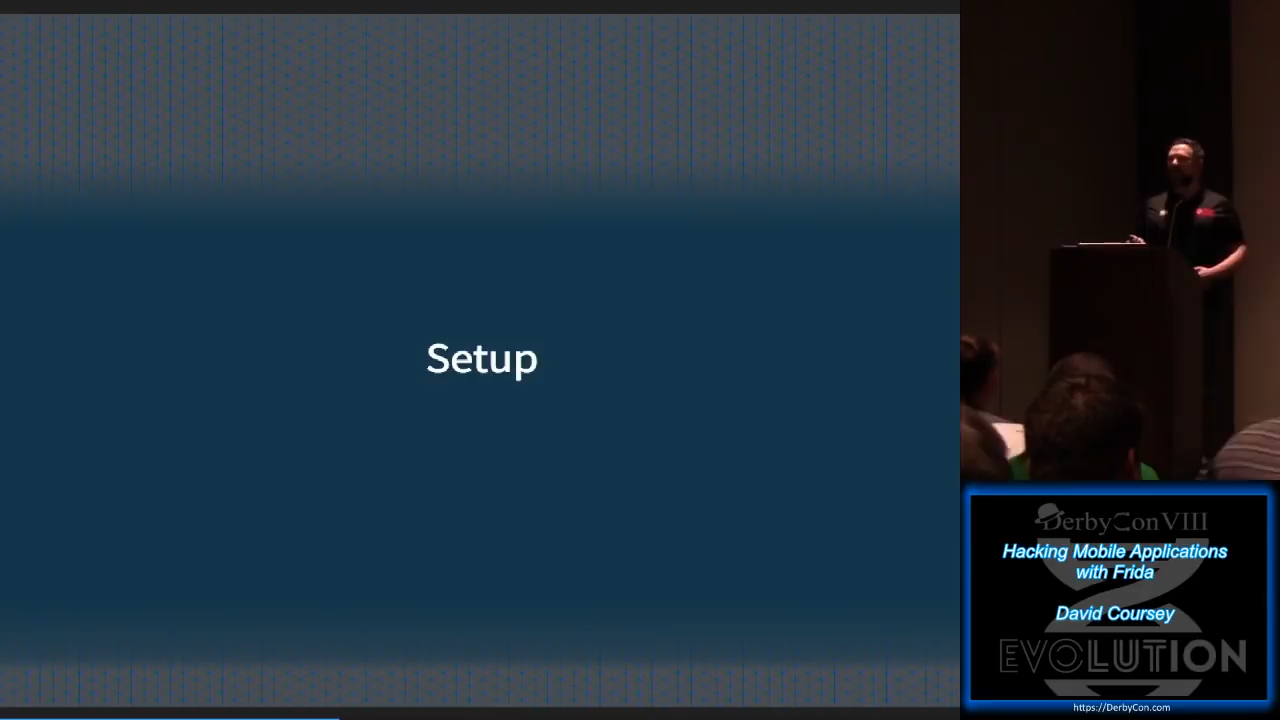 Setup
DerbyCon VIII
Hacking Mobile Applications
with Frida
David Coursey
EVOLUTION
https://DerbyCon.com